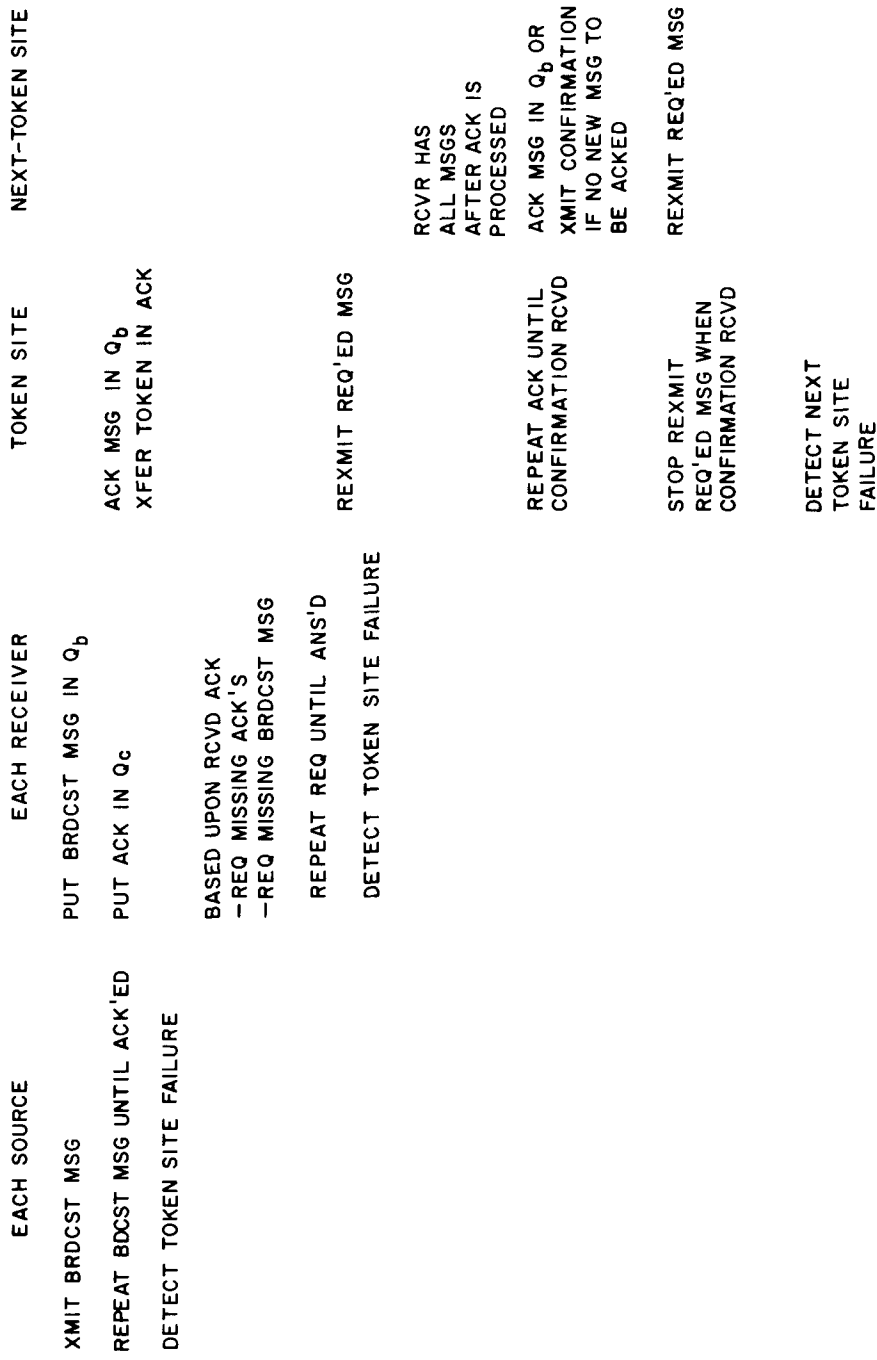 EACH SOURCE
XMIT BRDCST MSG
REPEAT BDCST MSG UNTIL ACK'ED
DETECT TOKEN SITE FAILURE
EACH RECEIVER
PUT BRDCST MSG IN Qb
PUT ACK IN Qc
BASED UPON RCVD ACK
–REQ MISSING ACK'S
–REQ MISSING BRDCST MSG
REPEAT REQ UNTIL ANS'D
DETECT TOKEN SITE FAILURE
TOKEN SITE
ACK MSG IN Qb
XFER TOKEN IN ACK
REXMIT REQ'ED MSG
REPEAT ACK UNTIL
CONFIRMATION RCVD
STOP REXMIT
REQ'ED MSG WHEN
CONFIRMATION RCVD
DETECT NEXT
TOKEN SITE
FAILURE
NEXT-TOKEN SITE
RCVR HAS
ALL MSGS
AFTER ACK IS
PROCESSED
ACK MSG IN Qb OR
XMIT CONFIRMATION
IF NO NEW MSG TO
BE ACKED
REXMIT REQ'ED MSG